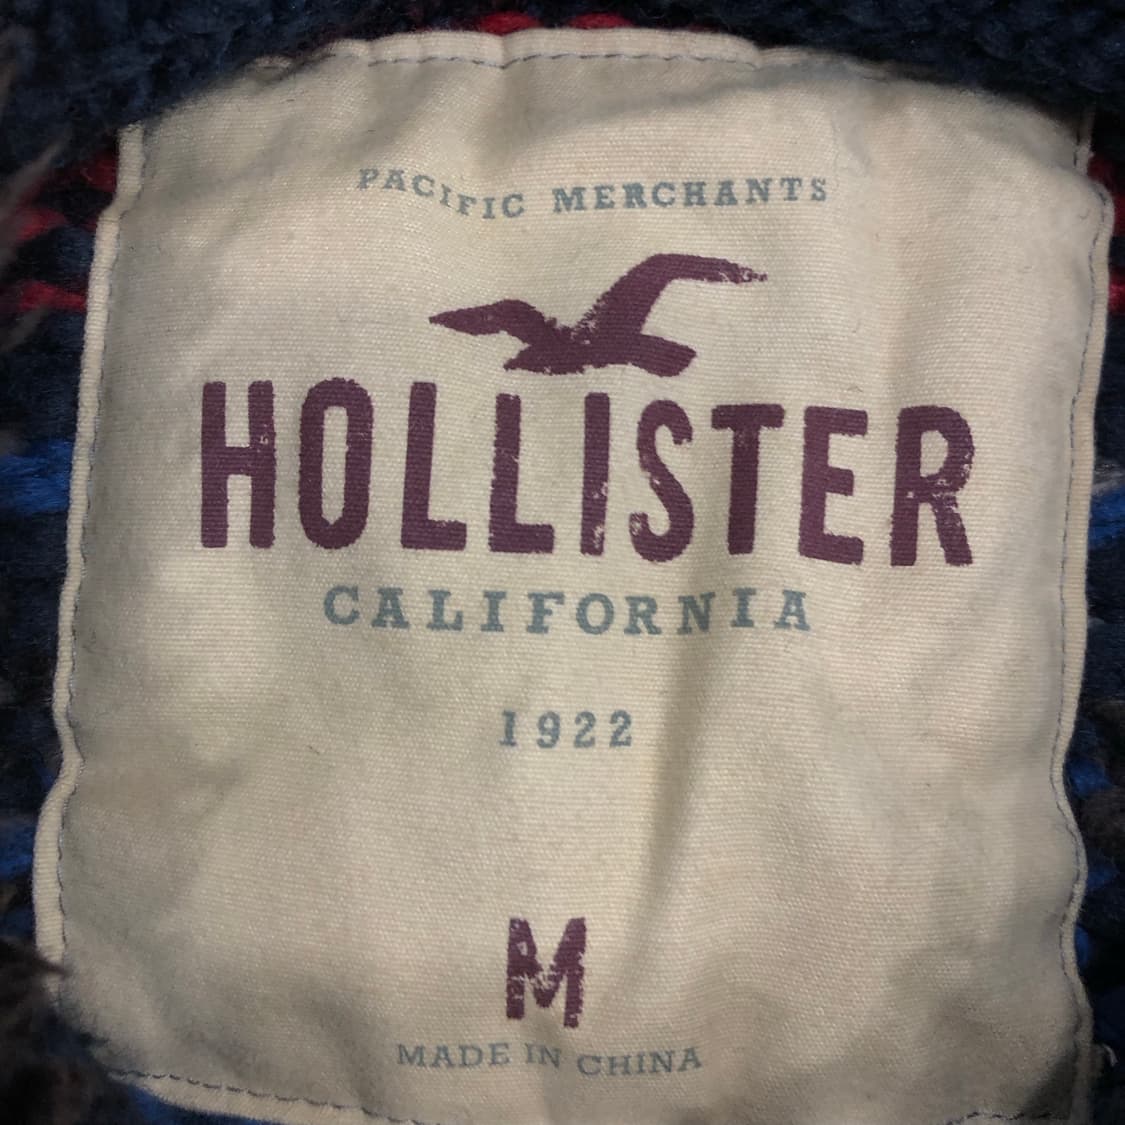 PACIFIC MERCHANTS
HOLLISTER
CALIFORNIA
1922
M
MADE IN CHINA